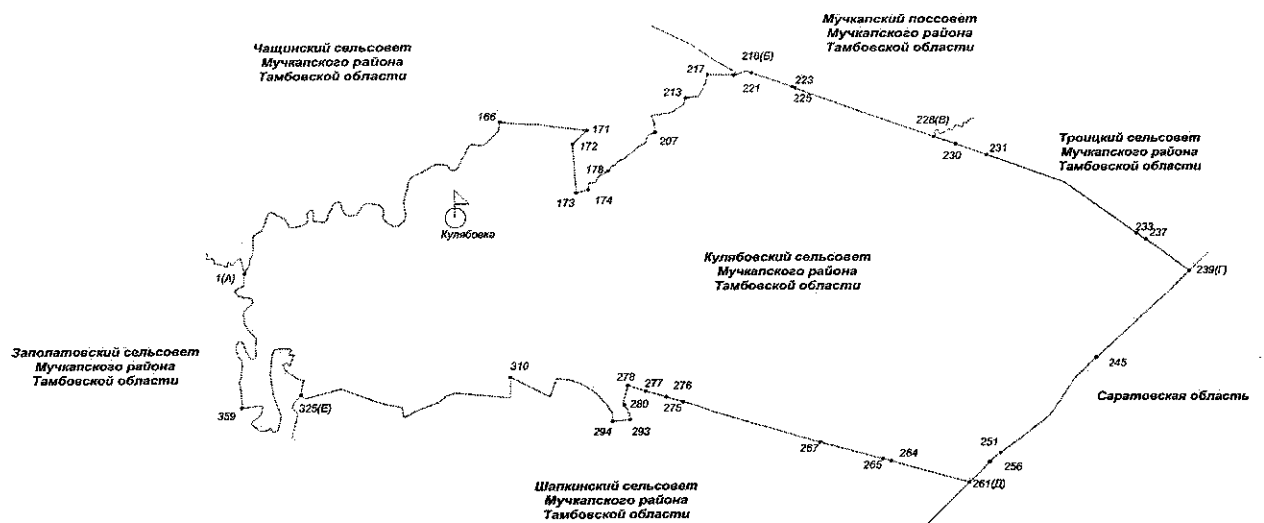 Мучкапский поссовет
Мучкапского района
Тамбовской области
Чащинский сельсовет
Мучкапского района
Тамбовской области
218(Б)
217
221
223
225
213
166
171
172
207
228(В)
230
231
Троицкий сельсовет
Мучкапского района
Тамбовской области
178
173
174
Кулябовка
233
237
Кулябовский сельсовет
Мучкапского района
Тамбовской области
1(А)
239(Г)
Заполатовский сельсовет
Мучкапского района
Тамбовской области
245
310
278
277
276
275
280
359
325(Е)
Саратовская область
294
293
267
265
264
251
256
261(Д)
Шапкинский сельсовет
Мучкапского района
Тамбовской области